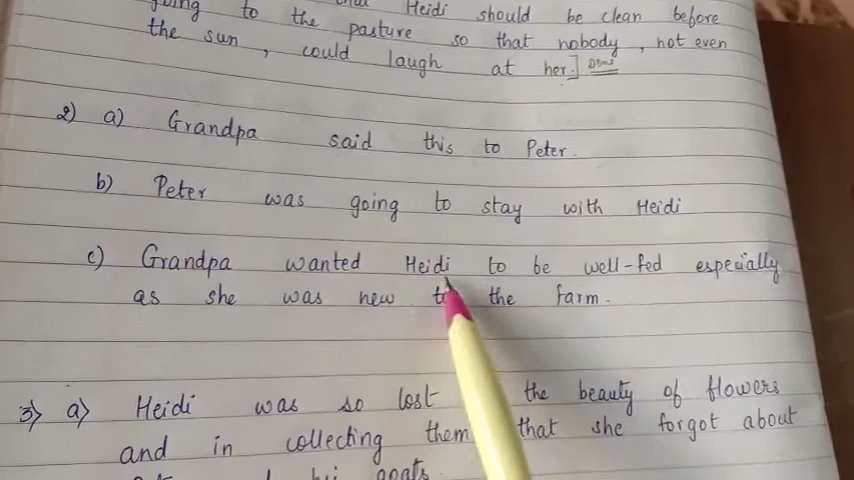 going to the Heidi should be clean before
the sun, pasture so that nobody, not even
could laugh at her.]
2) a) Grandpa said this to Peter.
b) Peter was going to stay with Heidi
c) Grandpa wanted Heidi to be well-fed especially
as she was new to the farm.
3) a) Heidi was so lost the beauty of flowers
and in collecting them that she forgot about
goats